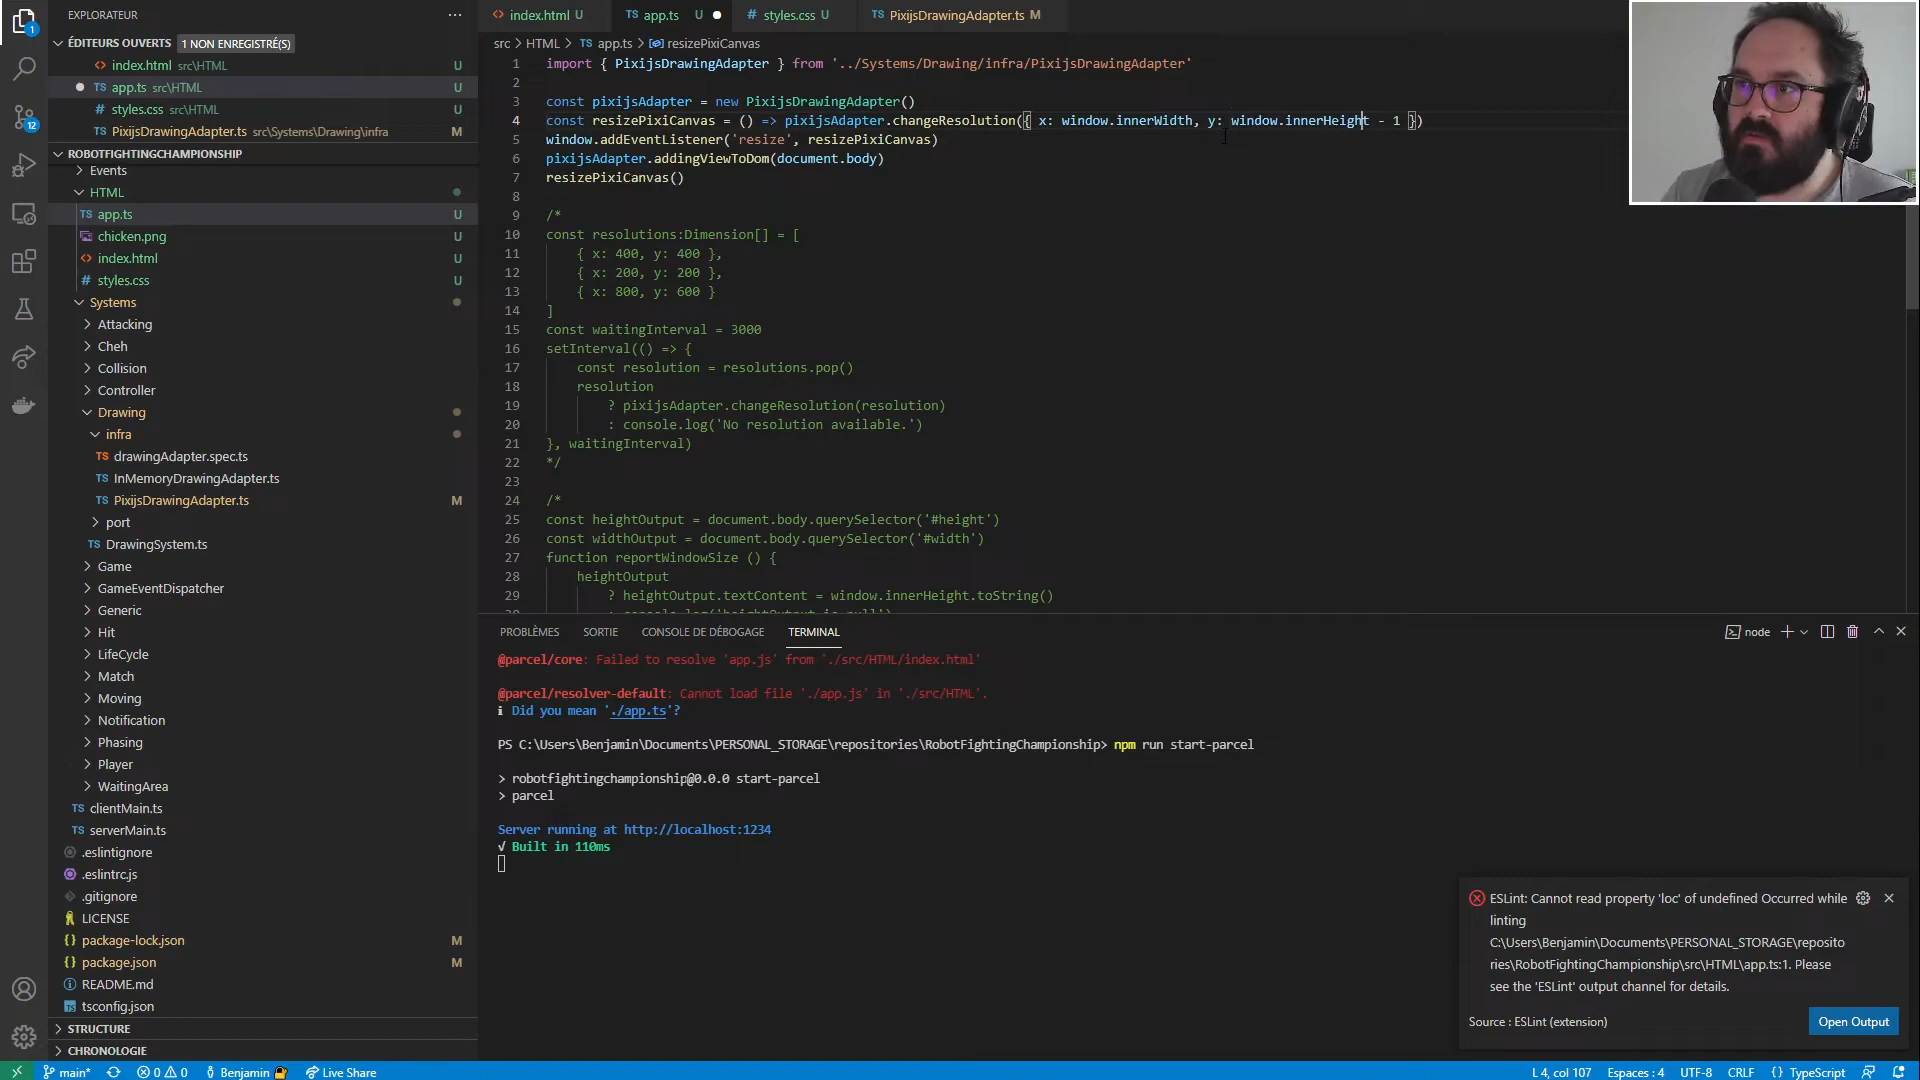 EXPLORATEUR
ÉDITEURS OUVERTS 1 NON ENREGISTRÉ(S)
index.html src\HTML U
app.ts src\HTML U
styles.css src\HTML U
PixijsDrawingAdapter.ts src\Systems\Drawing\infra M
ROBOTFIGHTINGCHAMPIONSHIP
Events
HTML
app.ts U
chicken.png U
index.html U
styles.css U
Systems
Attacking
Cheh
Collision
Controller
Drawing
infra
drawingAdapter.spec.ts
InMemoryDrawingAdapter.ts
PixijsDrawingAdapter.ts M
port
DrawingSystem.ts
Game
GameEventDispatcher
Generic
Hit
LifeCycle
Match
Moving
Notification
Phasing
Player
WaitingArea
clientMain.ts
serverMain.ts
.eslintignore
.eslintrc.js
.gitignore
LICENSE
package-lock.json M
package.json M
README.md
tsconfig.json
STRUCTURE
CHRONOLOGIE
index.html U app.ts U styles.css U PixijsDrawingAdapter.ts M
src > HTML > app.ts > resizePixiCanvas
1 import { PixijsDrawingAdapter } from '../Systems/Drawing/infra/PixijsDrawingAdapter'
2
3 const pixijsAdapter = new PixijsDrawingAdapter()
4 const resizePixiCanvas = () => pixijsAdapter.changeResolution({ x: window.innerWidth, y: window.innerHeight - 1 })
5 window.addEventListener('resize', resizePixiCanvas)
6 pixijsAdapter.addingViewToDom(document.body)
7 resizePixiCanvas()
8
9 /*
10 const resolutions:Dimension[] = [
11 { x: 400, y: 400 },
12 { x: 200, y: 200 },
13 { x: 800, y: 600 }
14 ]
15 const waitingInterval = 3000
16 setInterval(() => {
17 const resolution = resolutions.pop()
18 resolution
19 ? pixijsAdapter.changeResolution(resolution)
20 : console.log('No resolution available.')
21 }, waitingInterval)
22 */
23
24 /*
25 const heightOutput = document.body.querySelector('#height')
26 const widthOutput = document.body.querySelector('#width')
27 function reportWindowSize () {
28 heightOutput
29 ? heightOutput.textContent = window.innerHeight.toString()
PROBLÈMES SORTIE CONSOLE DE DÉBOGAGE TERMINAL node
@parcel/core: Failed to resolve 'app.js' from './src/HTML/index.html'
@parcel/resolver-default: Cannot load file './app.js' in './src/HTML'.
i Did you mean './app.ts'?
PS C:\Users\Benjamin\Documents\PERSONAL_STORAGE\repositories\RobotFightingChampionship> npm run start-parcel
> robotfightingchampionship@0.0.0 start-parcel
> parcel
Server running at http://localhost:1234
√ Built in 110ms
ESLint: Cannot read property 'loc' of undefined Occurred while
linting
C:\Users\Benjamin\Documents\PERSONAL_STORAGE\reposito
ries\RobotFightingChampionship\src\HTML\app.ts:1. Please
see the 'ESLint' output channel for details.
Source : ESLint (extension) Open Output
main* 0 0 Benjamin Live Share L 4, col 107 Espaces : 4 UTF-8 CRLF {} TypeScript
1
12